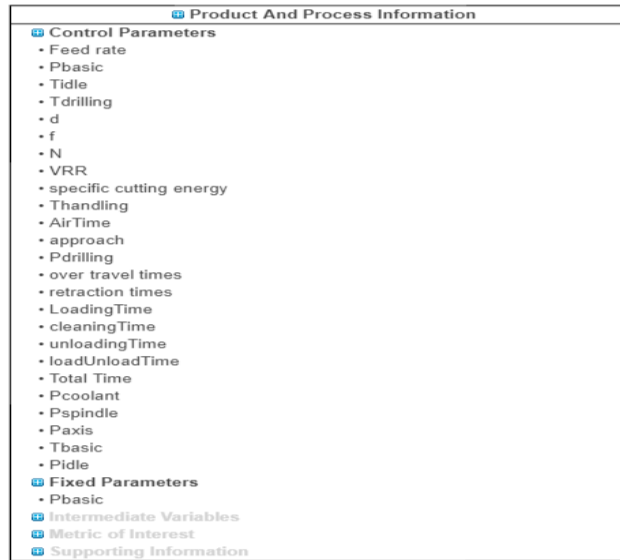 Product And Process Information
Control Parameters
• Feed rate
• Pbasic
• Tidle
• Tdrilling
• d
• f
• N
• VRR
• specific cutting energy
• Thandling
• AirTime
• approach
• Pdrilling
• over travel times
• retraction times
• LoadingTime
• cleaningTime
• unloadingTime
• loadUnloadTime
• Total Time
• Pcoolant
• Pspindle
• Paxis
• Tbasic
• Pidle
Fixed Parameters
• Pbasic
Intermediate Variables
Metric of Interest
Supporting Information